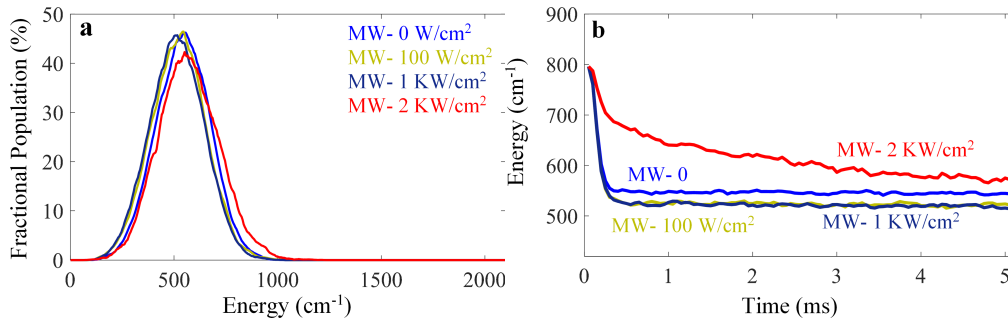 a
MW- 0 W/cm²
MW- 100 W/cm²
MW- 1 KW/cm²
MW- 2 KW/cm²
Fractional Population (%)
50
40
30
20
10
0
0
500
1000
1500
2000
Energy (cm⁻¹)
b
Energy (cm⁻¹)
900
800
700
600
500
MW- 2 KW/cm²
MW- 0
MW- 100 W/cm²
MW- 1 KW/cm²
0
1
2
3
4
5
Time (ms)